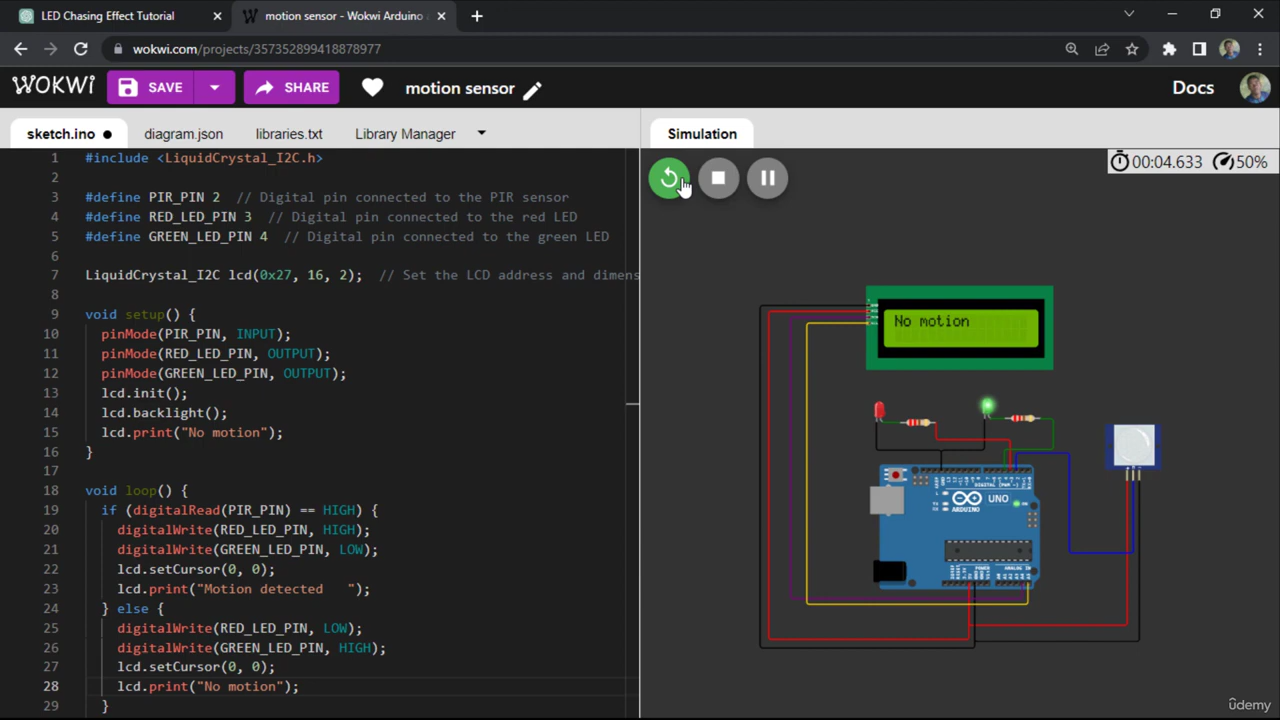 LED Chasing Effect Tutorial
motion sensor - Wokwi Arduino
wokwi.com/projects/357352899418878977
WOKWI
SAVE
SHARE
motion sensor
Docs
sketch.ino
diagram.json
libraries.txt
Library Manager
Simulation
00:04.633
50%
1 #include <LiquidCrystal_I2C.h>
2
3 #define PIR_PIN 2  // Digital pin connected to the PIR sensor
4 #define RED_LED_PIN 3  // Digital pin connected to the red LED
5 #define GREEN_LED_PIN 4  // Digital pin connected to the green LED
6
7 LiquidCrystal_I2C lcd(0x27, 16, 2);  // Set the LCD address and dimens
8
9 void setup() {
10   pinMode(PIR_PIN, INPUT);
11   pinMode(RED_LED_PIN, OUTPUT);
12   pinMode(GREEN_LED_PIN, OUTPUT);
13   lcd.init();
14   lcd.backlight();
15   lcd.print("No motion");
16 }
17
18 void loop() {
19   if (digitalRead(PIR_PIN) == HIGH) {
20     digitalWrite(RED_LED_PIN, HIGH);
21     digitalWrite(GREEN_LED_PIN, LOW);
22     lcd.setCursor(0, 0);
23     lcd.print("Motion detected   ");
24   } else {
25     digitalWrite(RED_LED_PIN, LOW);
26     digitalWrite(GREEN_LED_PIN, HIGH);
27     lcd.setCursor(0, 0);
28     lcd.print("No motion");
29   }
No motion
DIGITAL (PWM ~)
UNO
ARDUINO
POWER
ANALOG IN
ûdemy